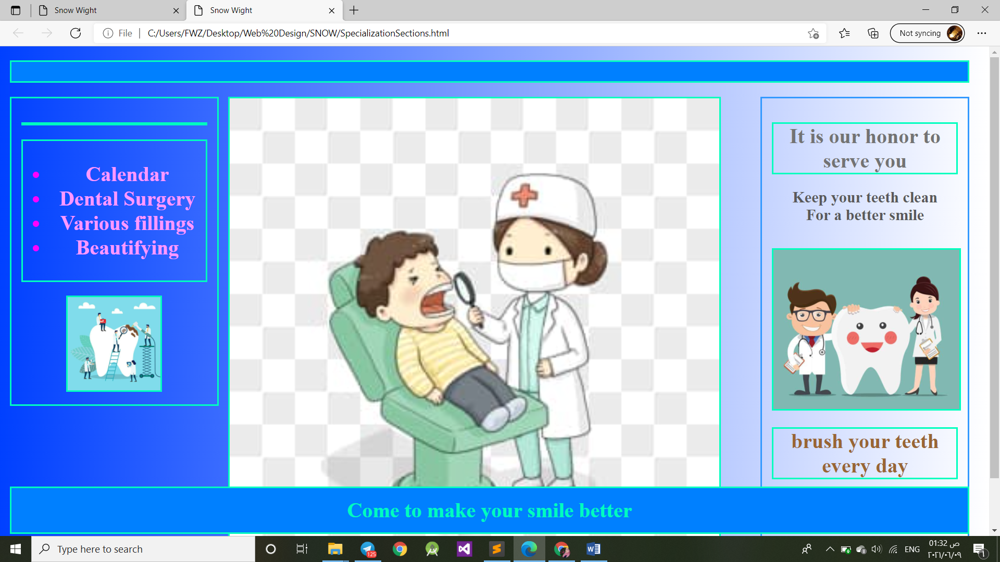 Snow Wight
Snow Wight
File
C:/Users/FWZ/Desktop/Web%20Design/SNOW/SpecializationSections.html
Not syncing
Calendar
Dental Surgery
Various fillings
Beautifying
It is our honor to
serve you
Keep your teeth clean
For a better smile
brush your teeth
every day
Come to make your smile better
Type here to search
125
ENG
01:32 ص
٢٠٢١/٠٦/٠٩
١